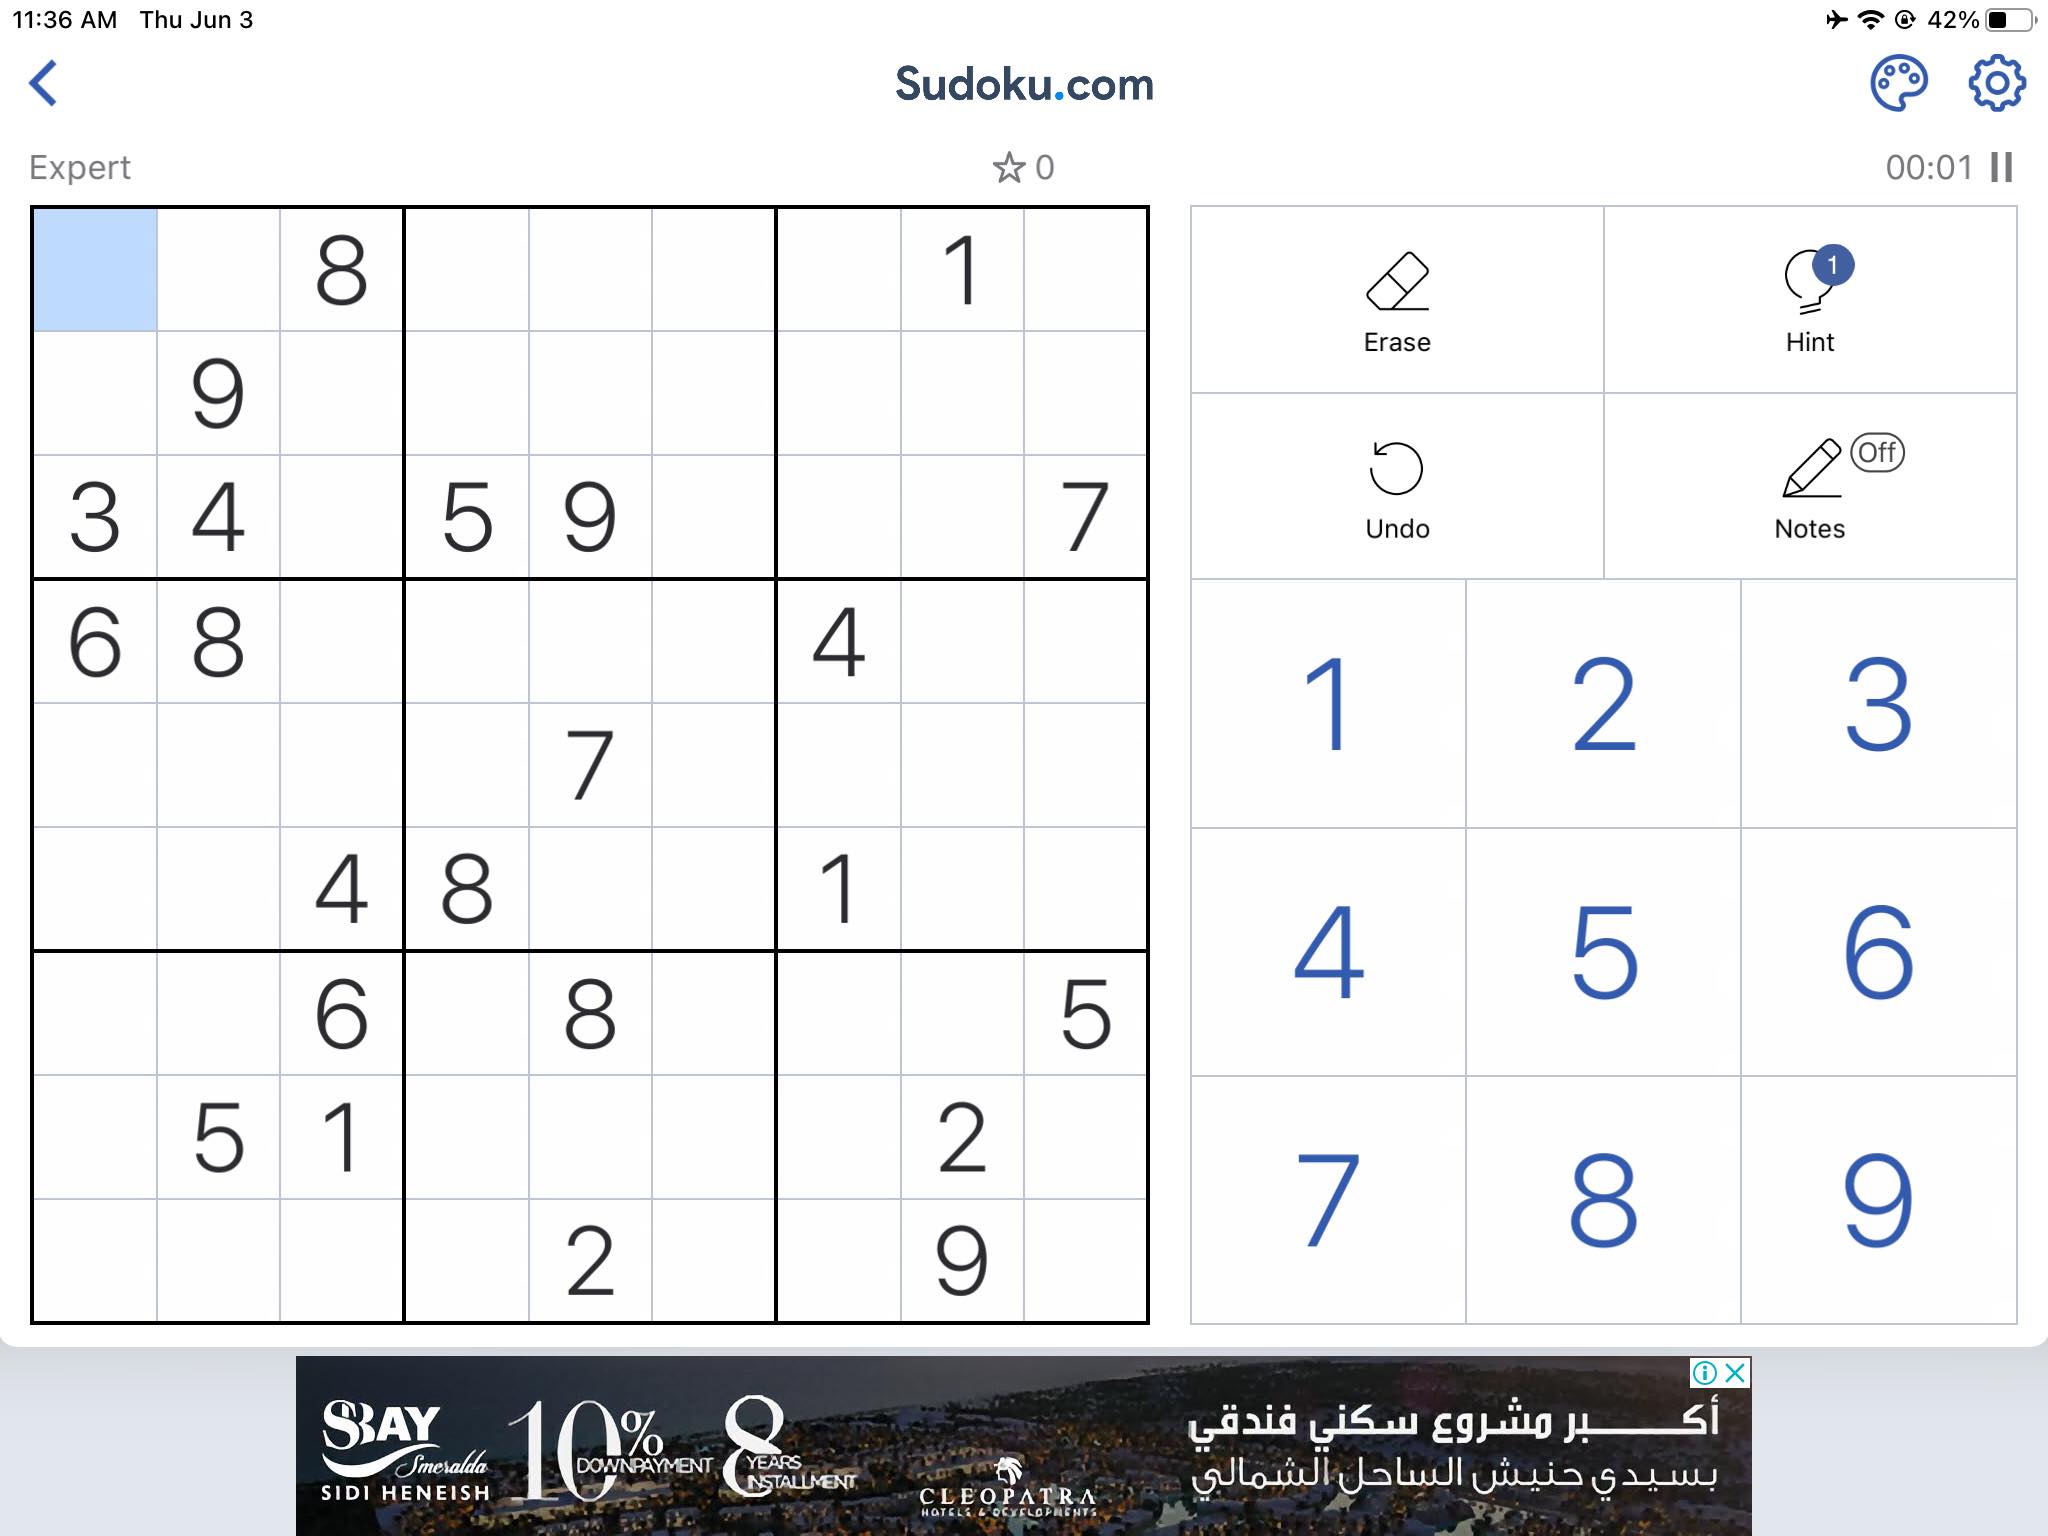 11:36 AM Thu Jun 3
42%
Sudoku.com
Expert
0
00:01
8 1
9
3 4 5 9 7
6 8 4
7
4 8 1
6 8 5
5 1 2
2 9
1
Erase
Hint
Off
Undo
Notes
1 2 3
4 5 6
7 8 9
SBAY
Smeralda
SIDI HENEISH
10%
DOWNPAYMENT
8
YEARS
INSTALLMENT
CLEOPATRA
HOTELS & DEVELOPMENTS
أكـــــبر مشروع سكني فندقي
بسيدي حنيش الساحل الشمالي